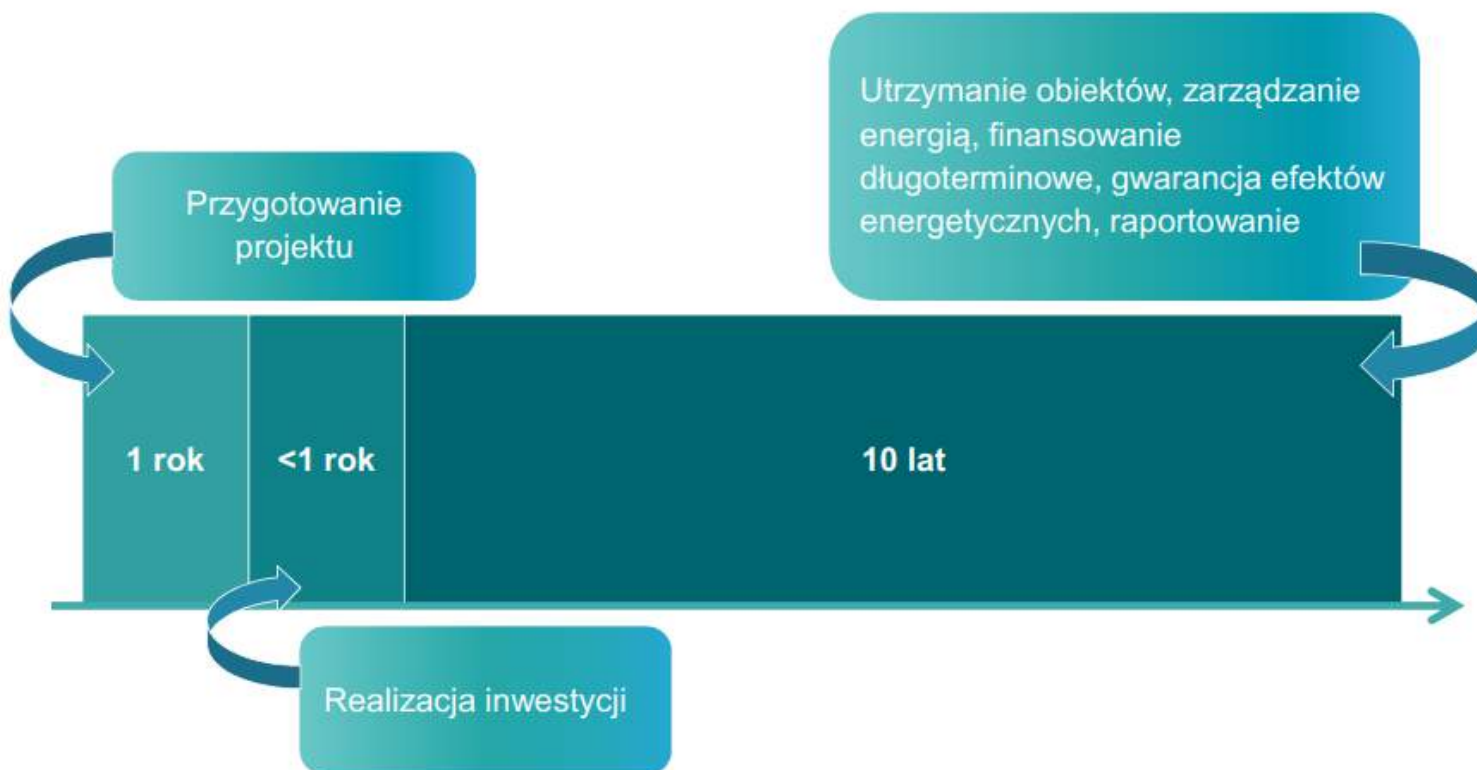 Utrzymanie obiektów, zarządzanie
energią, finansowanie
długoterminowe, gwarancja efektów
energetycznych, raportowanie
Przygotowanie
projektu
1 rok
<1 rok
10 lat
Realizacja inwestycji